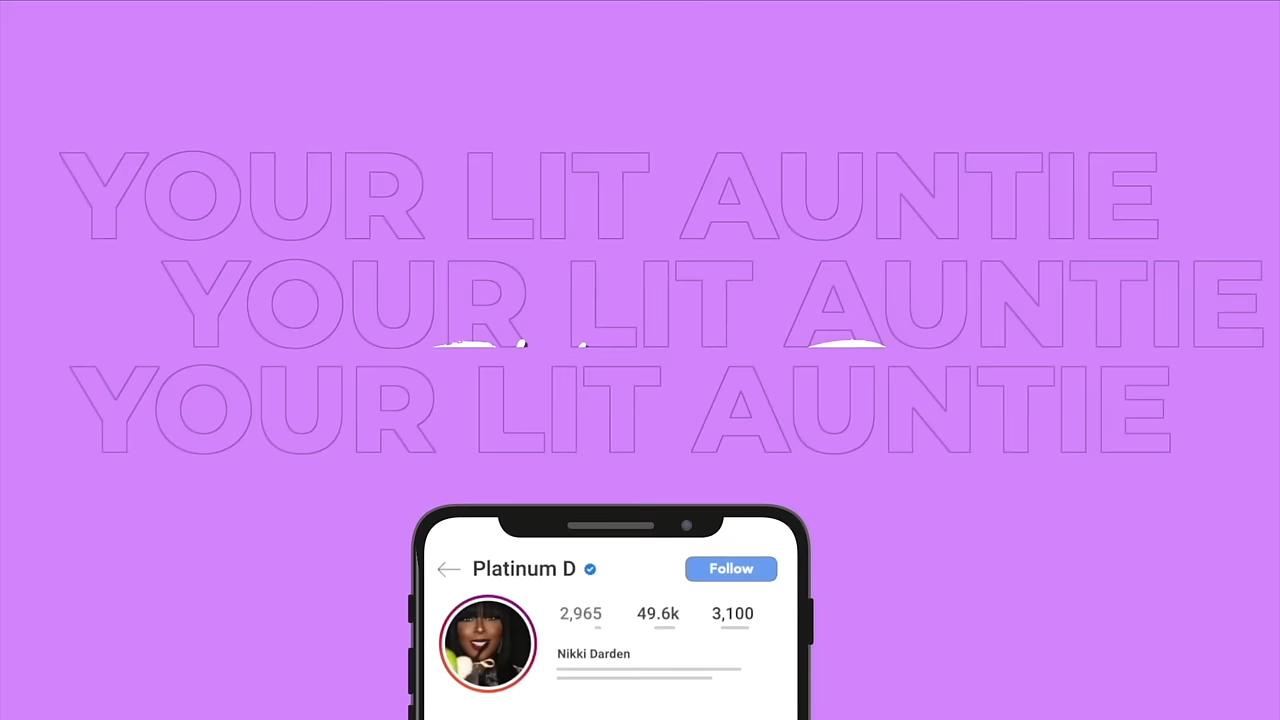 YOUR LIT AUNTIE
YOUR LIT AUNTIE
YOUR LIT AUNTIE
Platinum D
Follow
2,965 49.6k 3,100
Nikki Darden